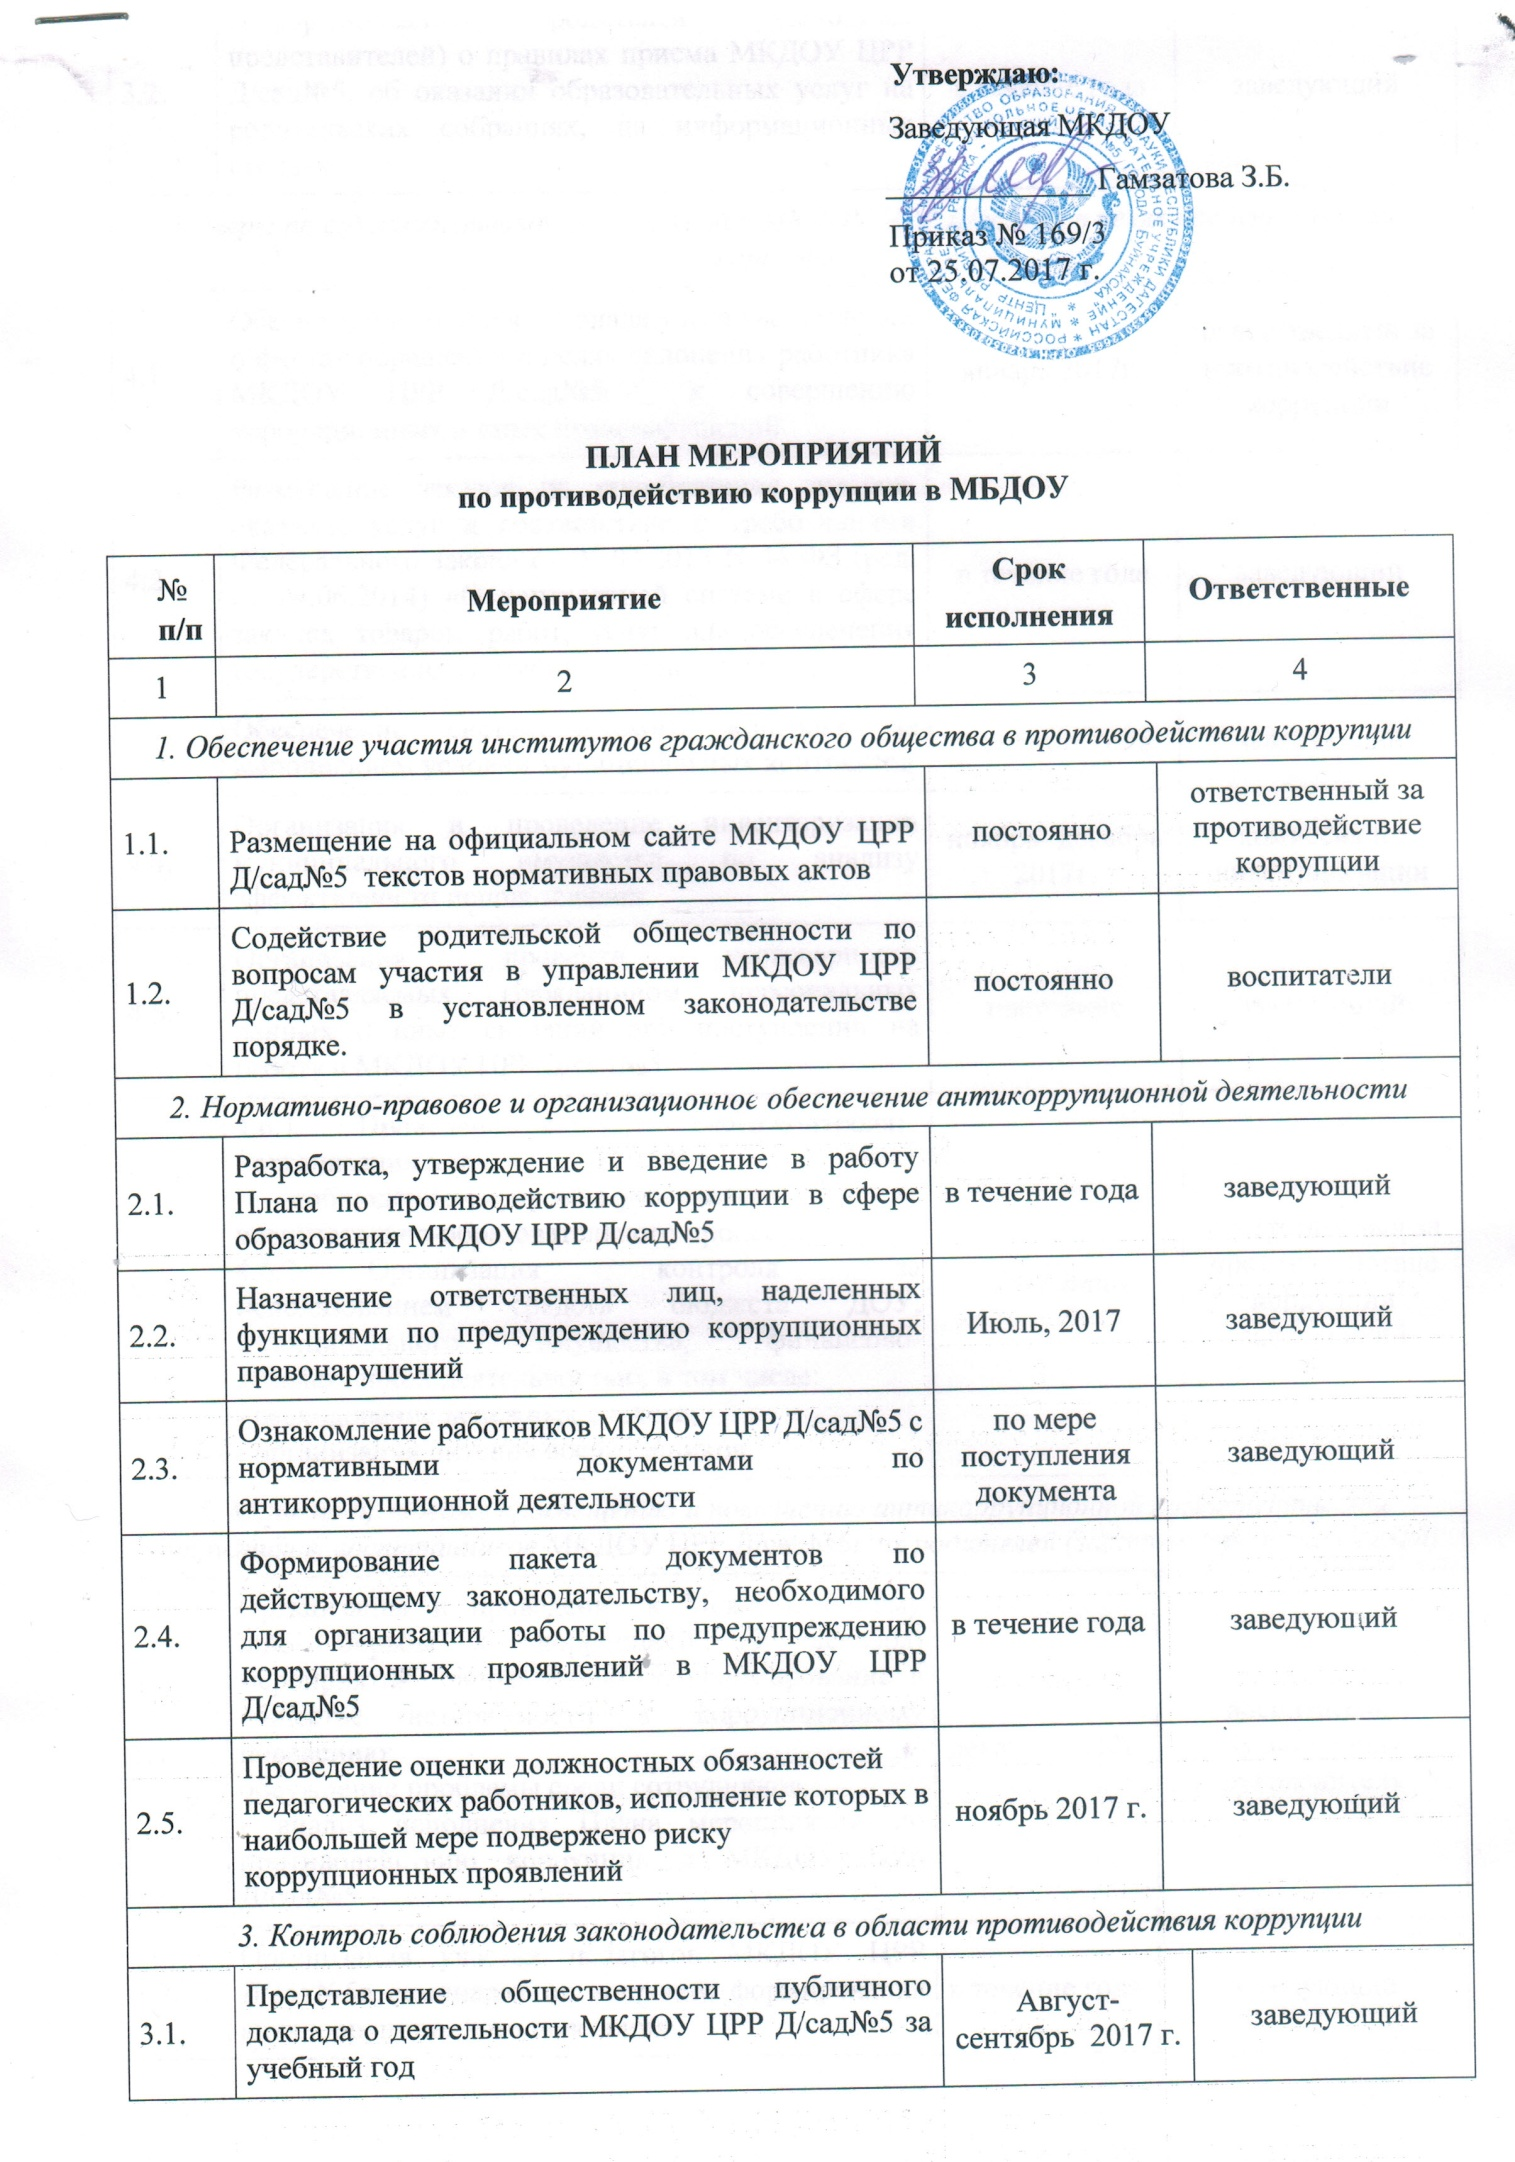 Утверждаю:
Заведующая МКДОУ
Гамзатова З.Б.
Приказ № 169/3
от 25.07.2017 г.
ПЛАН МЕРОПРИЯТИЙ
по противодействию коррупции в МБДОУ
№
п/п
Мероприятие
Срок
исполнения
Ответственные
1
2
3
4
1. Обеспечение участия институтов гражданского общества в противодействии коррупции
1.1.
Размещение на официальном сайте МКДОУ ЦРР
Д/сад№5 текстов нормативных правовых актов
постоянно
ответственный за
противодействие
коррупции
1.2.
Содействие родительской общественности по
вопросам участия в управлении МКДОУ ЦРР
Д/сад№5 в установленном законодательстве
порядке.
постоянно
воспитатели
2. Нормативно-правовое и организационное обеспечение антикоррупционной деятельности
2.1.
Разработка, утверждение и введение в работу
Плана по противодействию коррупции в сфере
образования МКДОУ ЦРР Д/сад№5
в течение года
заведующий
2.2.
Назначение ответственных лиц, наделенных
функциями по предупреждению коррупционных
правонарушений
Июль, 2017
заведующий
2.3.
Ознакомление работников МКДОУ ЦРР Д/сад№5 с
нормативными документами по
антикоррупционной деятельности
по мере
поступления
документа
заведующий
2.4.
Формирование пакета документов по
действующему законодательству, необходимого
для организации работы по предупреждению
коррупционных проявлений в МКДОУ ЦРР
Д/сад№5
в течение года
заведующий
2.5.
Проведение оценки должностных обязанностей
педагогических работников, исполнение которых в
наибольшей мере подвержено риску
коррупционных проявлений
ноябрь 2017 г.
заведующий
3. Контроль соблюдения законодательства в области противодействия коррупции
3.1.
Представление общественности публичного
доклада о деятельности МКДОУ ЦРР Д/сад№5 за
учебный год
Август-
сентябрь 2017 г.
заведующий